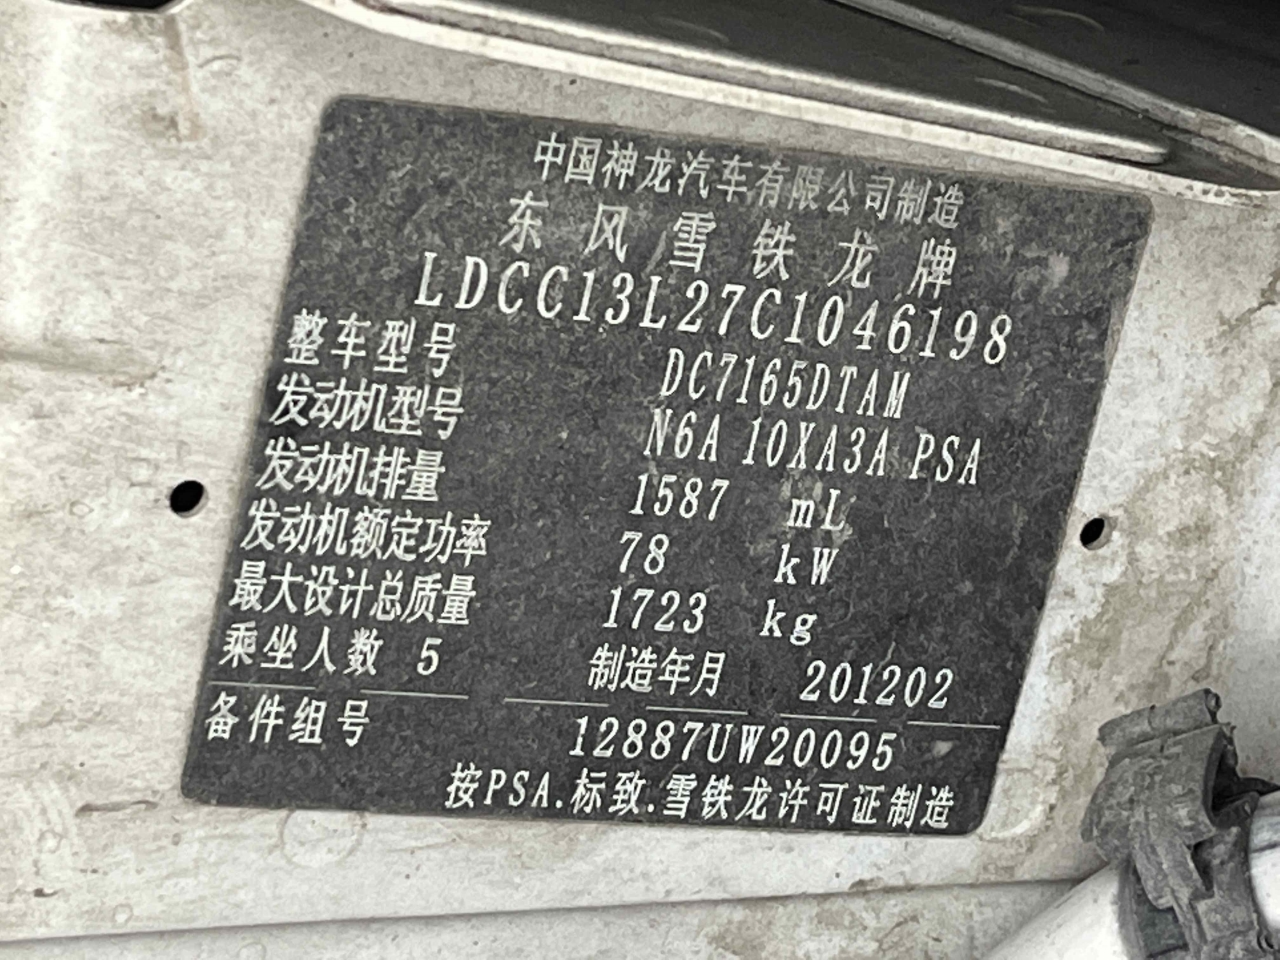 中国神龙汽车有限公司制造
东风雪铁龙牌
LDCC13L27C1046198
整车型号 DC7165DTAM
发动机型号 N6A 10XA3A PSA
发动机排量 1587 mL
发动机额定功率 78 kW
最大设计总质量 1723 kg
乘坐人数 5 制造年月 201202
备件组号 12887UW20095
按PSA.标致.雪铁龙许可证制造